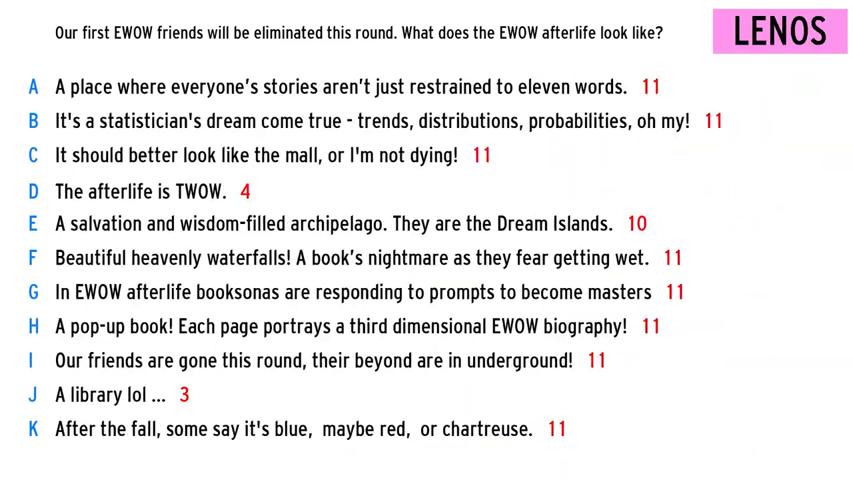 Our first EWOW friends will be eliminated this round. What does the EWOW afterlife look like?
LENOS
A A place where everyone's stories aren't just restrained to eleven words. 11
B It's a statistician's dream come true - trends, distributions, probabilities, oh my! 11
C It should better look like the mall, or I'm not dying! 11
D The afterlife is TWOW. 4
E A salvation and wisdom-filled archipelago. They are the Dream Islands. 10
F Beautiful heavenly waterfalls! A book's nightmare as they fear getting wet. 11
G In EWOW afterlife booksonas are responding to prompts to become masters 11
H A pop-up book! Each page portrays a third dimensional EWOW biography! 11
I Our friends are gone this round, their beyond are in underground! 11
J A library lol ... 3
K After the fall, some say it's blue, maybe red, or chartreuse. 11